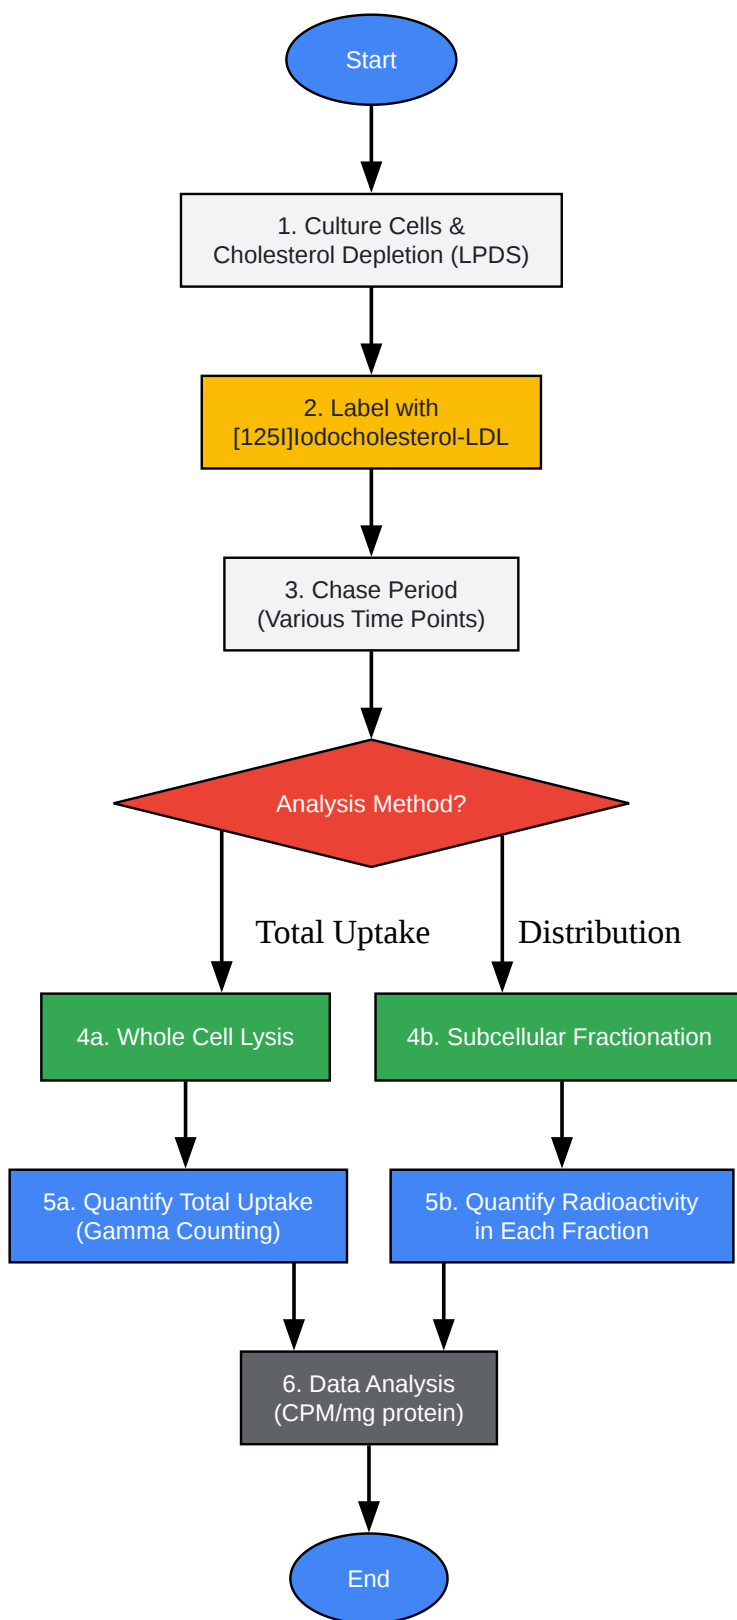 Start
1. Culture Cells &
Cholesterol Depletion (LPDS)
2. Label with
[125I]Iodocholesterol-LDL
3. Chase Period
(Various Time Points)
Analysis Method?
Total Uptake
Distribution
4a. Whole Cell Lysis
4b. Subcellular Fractionation
5a. Quantify Total Uptake
(Gamma Counting)
5b. Quantify Radioactivity
in Each Fraction
6. Data Analysis
(CPM/mg protein)
End